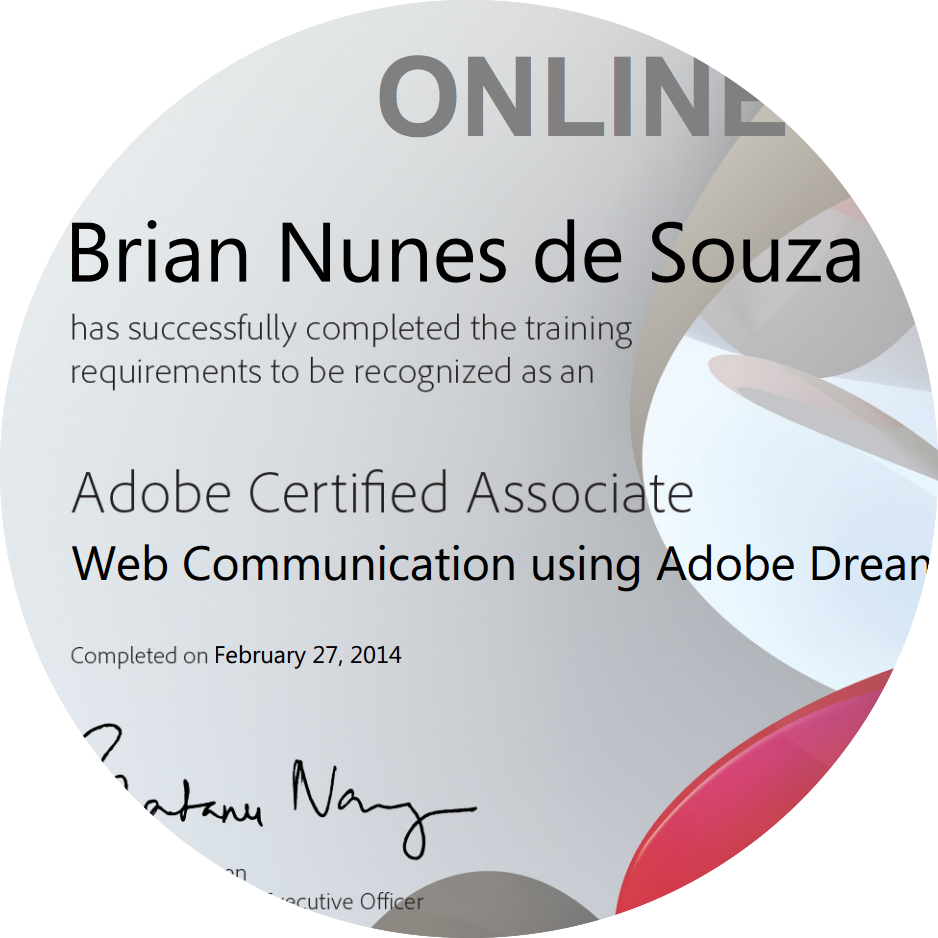 ONLINE
Brian Nunes de Souza
has successfully completed the training
requirements to be recognized as an
Adobe Certified Associate
Web Communication using Adobe
Completed on February 27, 2014
Officer